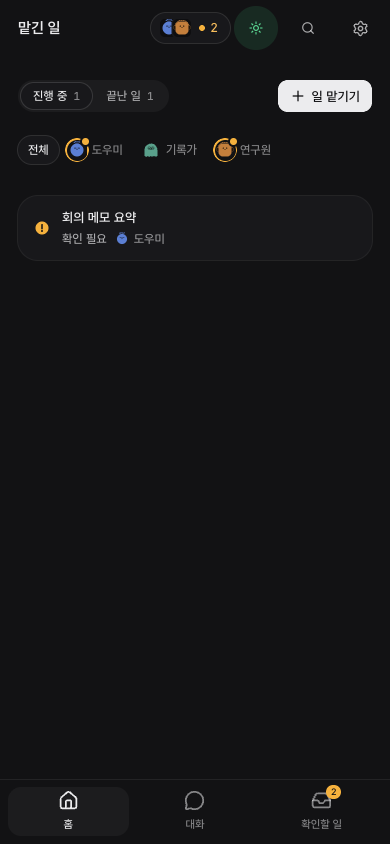 맡긴 일
2
진행 중 1
끝난 일 1
일 맡기기
전체
도우미
기록가
연구원
회의 메모 요약
확인 필요 도우미
2
홈
대화
확인할 일